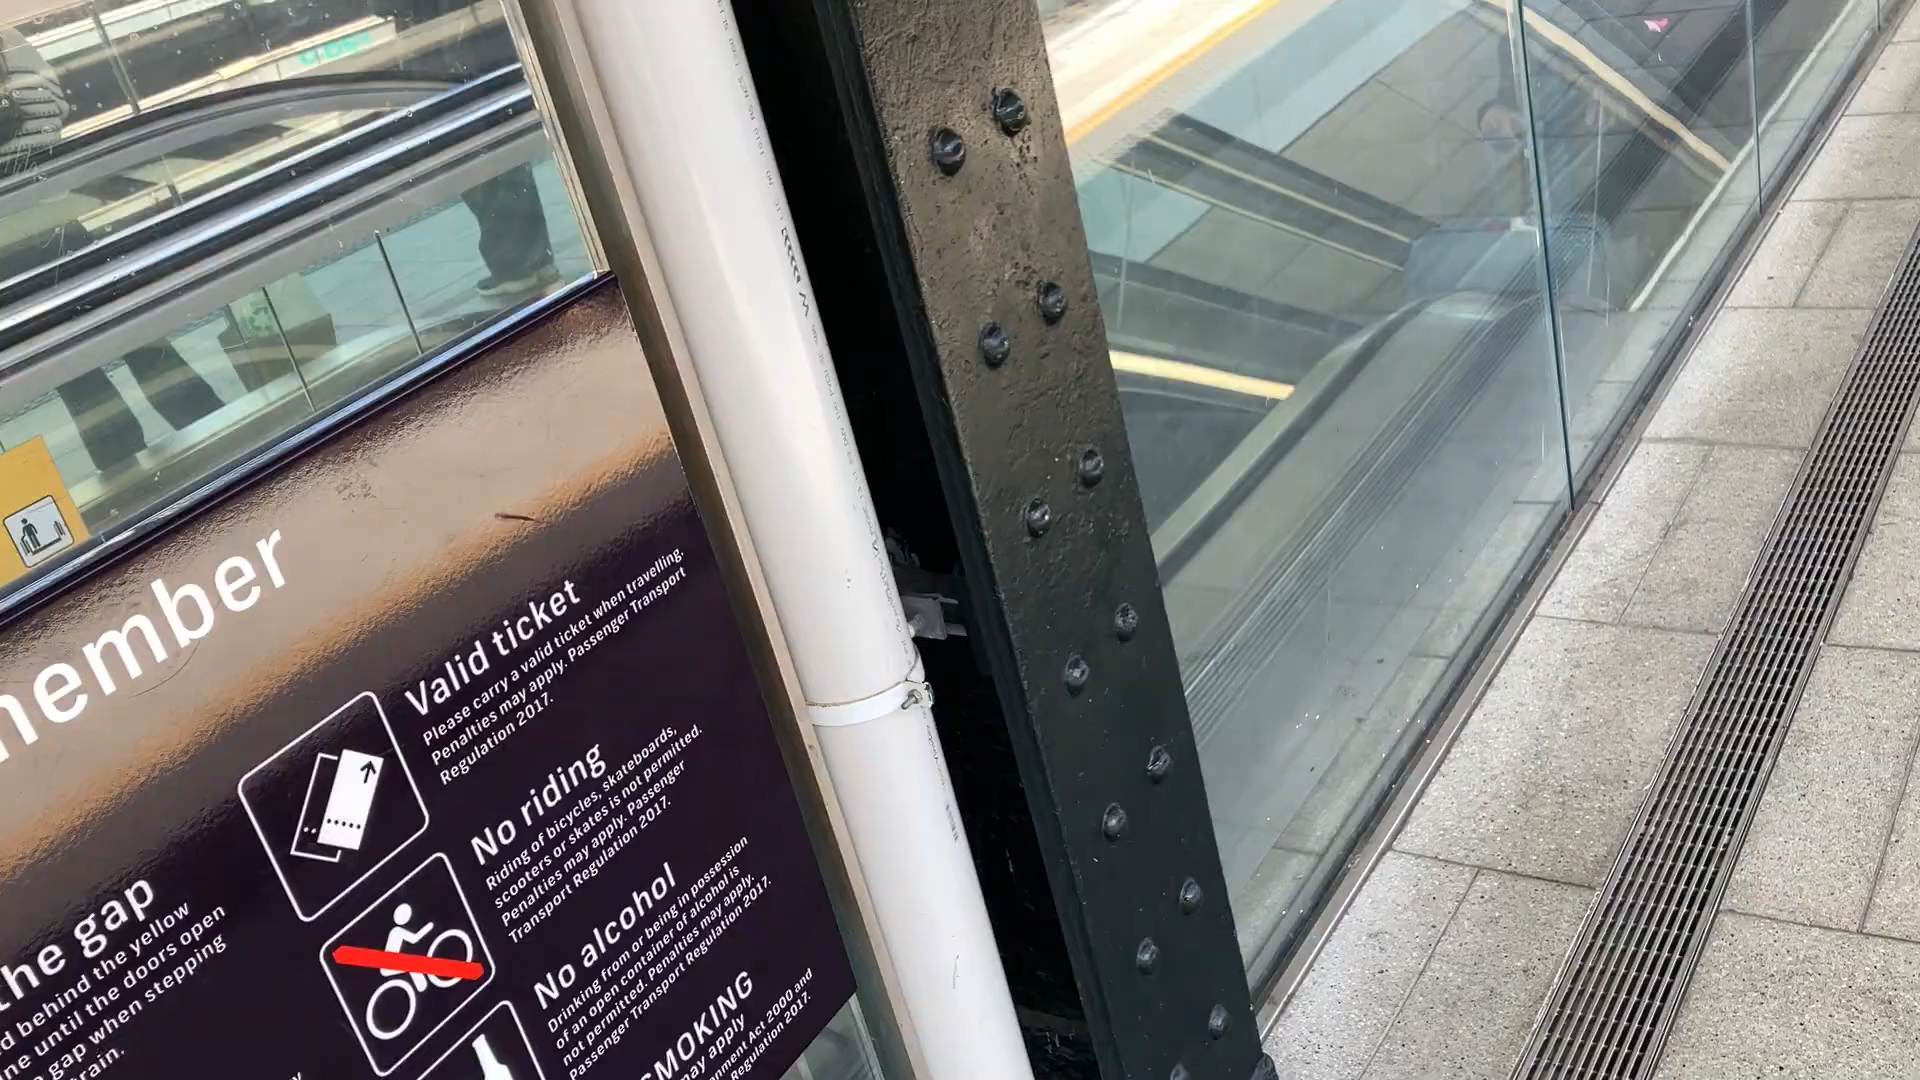 member
the gap
behind the yellow
until the doors open
gap when stepping
train.
Valid ticket
Please carry a valid ticket when travelling.
Penalties may apply. Passenger Transport
Regulation 2017.
No riding
Riding of bicycles, skateboards,
scooters or skates is not permitted.
Penalties may apply. Passenger
Transport Regulation 2017.
No alcohol
Drinking from or being in possession
of an open container of alcohol is
not permitted. Penalties may apply.
Passenger Transport Regulation 2017.
SMOKING
may apply
Act 2000 and
Regulation 2017.